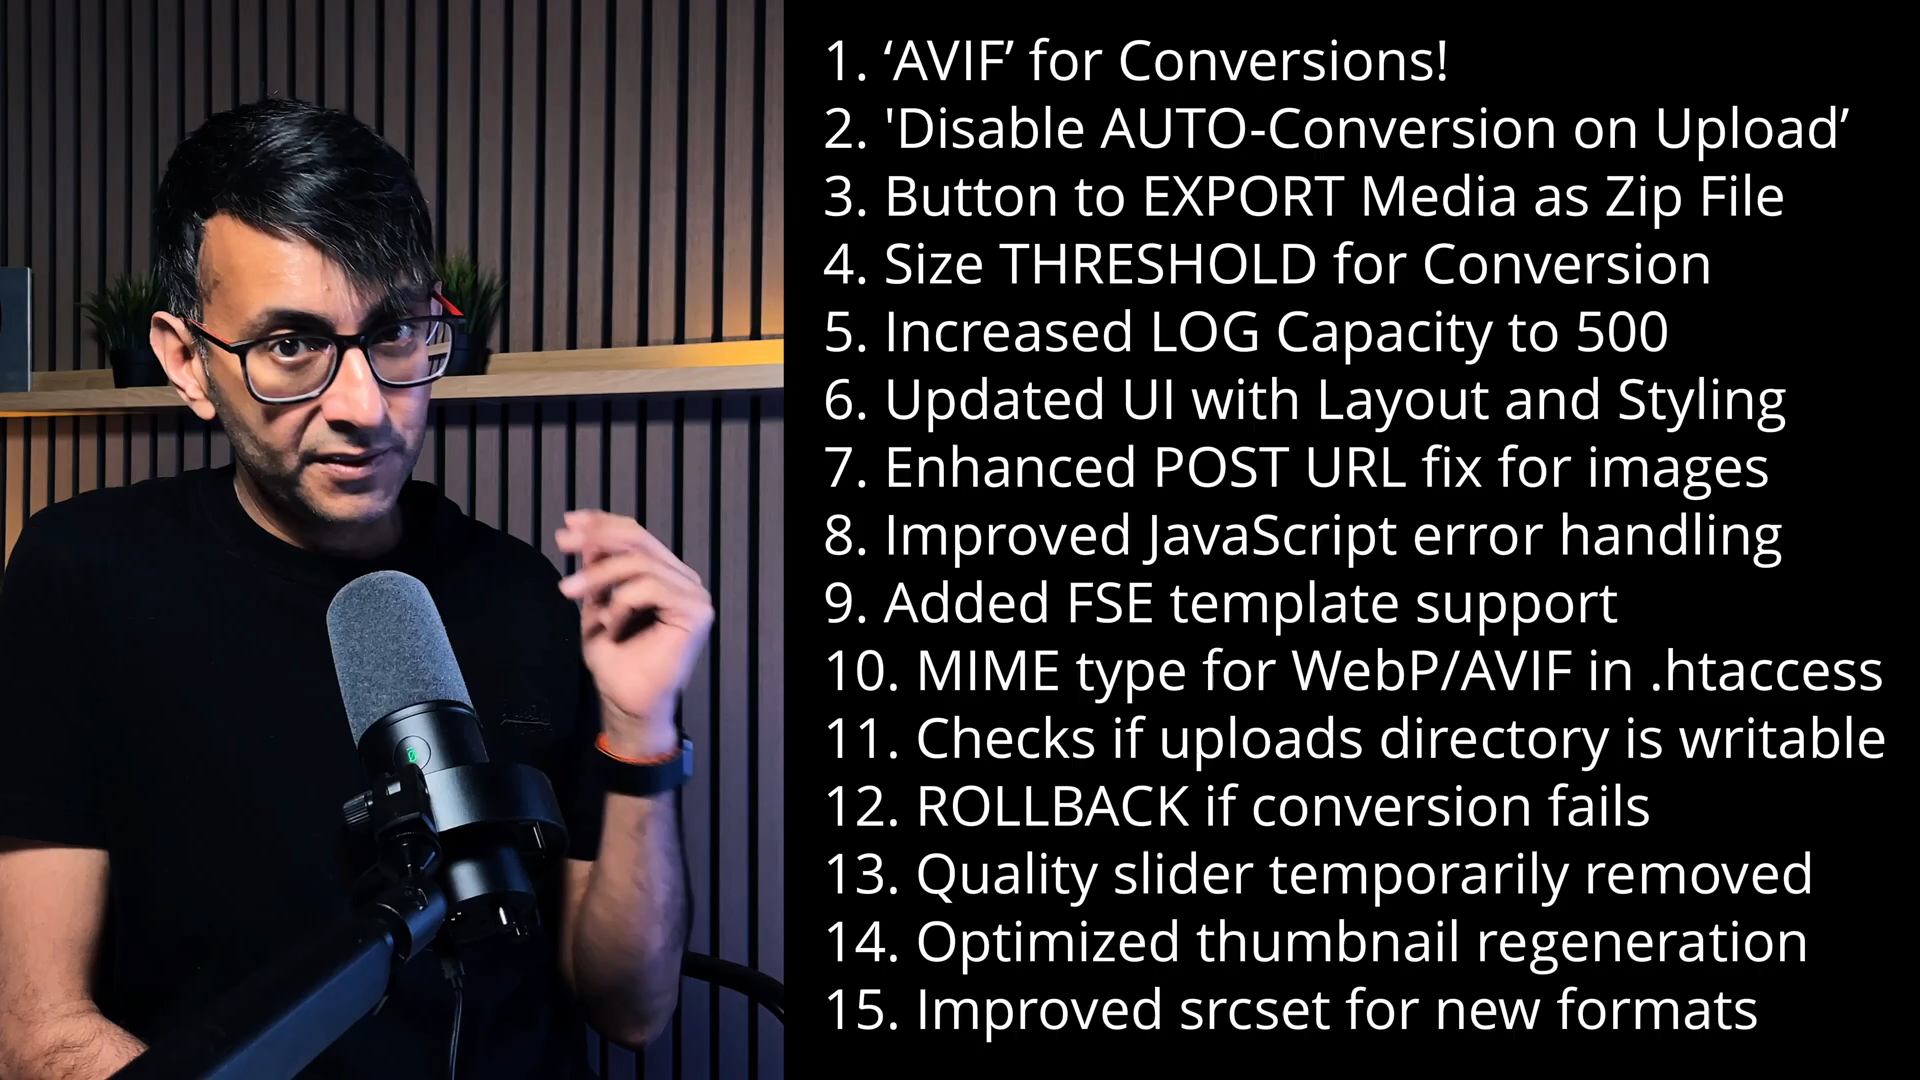 1. ‘AVIF’ for Conversions!
2. 'Disable AUTO-Conversion on Upload’
3. Button to EXPORT Media as Zip File
4. Size THRESHOLD for Conversion
5. Increased LOG Capacity to 500
6. Updated UI with Layout and Styling
7. Enhanced POST URL fix for images
8. Improved JavaScript error handling
9. Added FSE template support
10. MIME type for WebP/AVIF in .htaccess
11. Checks if uploads directory is writable
12. ROLLBACK if conversion fails
13. Quality slider temporarily removed
14. Optimized thumbnail regeneration
15. Improved srcset for new formats